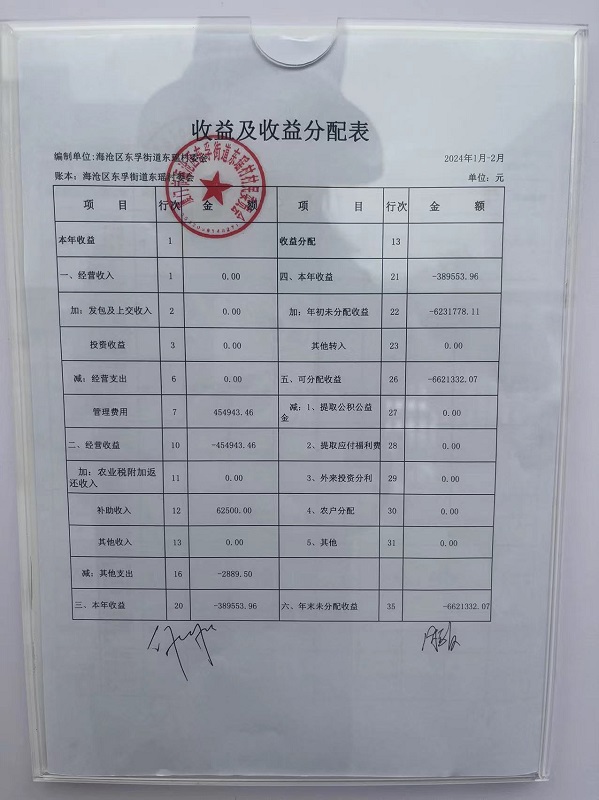 收益及收益分配表
编制单位:海沧区东孚街道东瑶村委会 2024年1月-2月
账本: 海沧区东孚街道东瑶村委会 单位: 元
项 目 行次 金 额 项 目 行次 金 额
本年收益 1 收益分配 13
一、经营收入 1 0.00 四、本年收益 21 -389553.96
加: 发包及上交收入 2 0.00 加: 年初未分配收益 22 -6231778.11
投资收益 3 0.00 其他转入 23 0.00
减: 经营支出 6 0.00 五、可分配收益 26 -6621332.07
管理费用 7 454943.46 减: 1、提取公积公益金 27 0.00
二、经营收益 10 -454943.46 2、提取应付福利费 28 0.00
加: 农业税附加返还收入 11 0.00 3、外来投资分利 29 0.00
补助收入 12 62500.00 4、农户分配 30 0.00
其他收入 13 0.00 5、其他 31 0.00
减: 其他支出 16 -2889.50
三、本年收益 20 -389553.96 六、年末未分配收益 35 -6621332.07